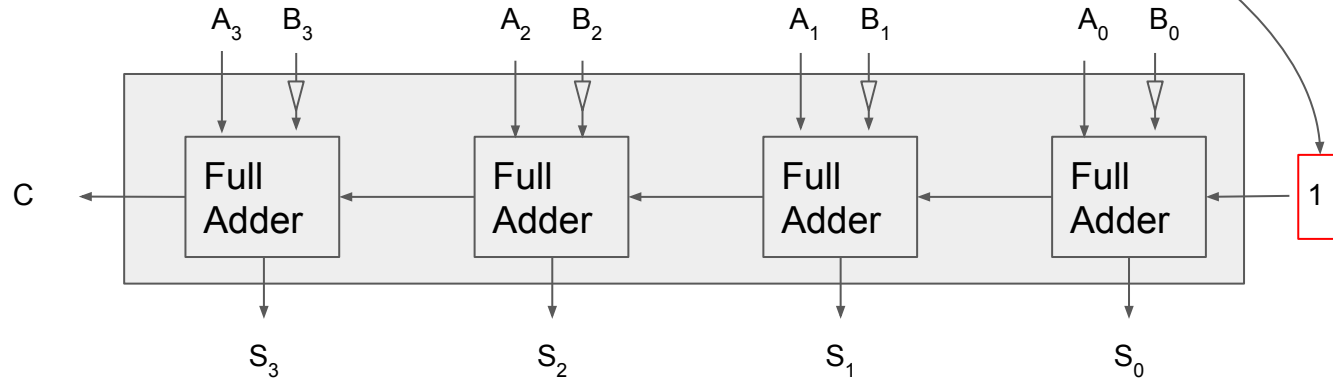 A3 B3 A2 B2 A1 B1 A0 B0
Full Adder
Full Adder
Full Adder
Full Adder
C
1
S3 S2 S1 S0